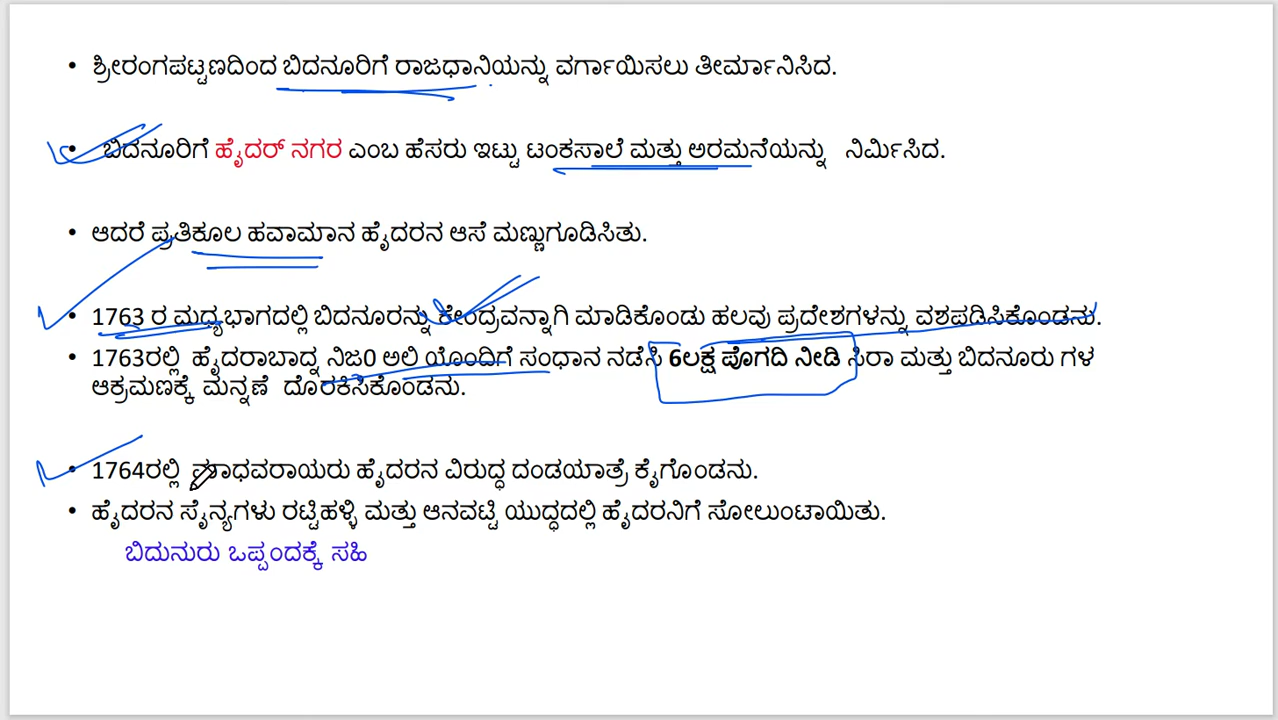 • ಶ್ರೀರಂಗಪಟ್ಟಣದಿಂದ ಬಿದನೂರಿಗೆ ರಾಜಧಾನಿಯನ್ನು ವರ್ಗಾಯಿಸಲು ತೀರ್ಮಾನಿಸಿದ.
• ಬಿದನೂರಿಗೆ ಹೈದರ್ ನಗರ ಎಂಬ ಹೆಸರು ಇಟ್ಟು ಟಂಕಸಾಲೆ ಮತ್ತು ಅರಮನೆಯನ್ನು ನಿರ್ಮಿಸಿದ.
• ಆದರೆ ಪ್ರತಿಕೂಲ ಹವಾಮಾನ ಹೈದರನ ಆಸೆ ಮಣ್ಣುಗೂಡಿಸಿತು.
• 1763 ರ ಮಧ್ಯಭಾಗದಲ್ಲಿ ಬಿದನೂರನ್ನು ಕೇಂದ್ರವನ್ನಾಗಿ ಮಾಡಿಕೊಂಡು ಹಲವು ಪ್ರದೇಶಗಳನ್ನು ವಶಪಡಿಸಿಕೊಂಡನು.
• 1763ರಲ್ಲಿ ಹೈದರಾಬಾದ್ನ ನಿಜ0 ಅಲಿ ಯೊಂದಿಗೆ ಸಂಧಾನ ನಡೆಸಿ 6ಲಕ್ಷ ಪೊಗದಿ ನೀಡಿ ಸಿರಾ ಮತ್ತು ಬಿದನೂರು ಗಳ
ಆಕ್ರಮಣಕ್ಕೆ ಮನ್ನಣೆ ದೊರಕಿಸಿಕೊಂಡನು.
• 1764ರಲ್ಲಿ ಮಾಧವರಾಯರು ಹೈದರನ ವಿರುದ್ಧ ದಂಡಯಾತ್ರೆ ಕೈಗೊಂಡನು.
• ಹೈದರನ ಸೈನ್ಯಗಳು ರಟ್ಟಿಹಳ್ಳಿ ಮತ್ತು ಆನವಟ್ಟಿ ಯುದ್ಧದಲ್ಲಿ ಹೈದರನಿಗೆ ಸೋಲುಂಟಾಯಿತು.
ಬಿದುನುರು ಒಪ್ಪಂದಕ್ಕೆ ಸಹಿ